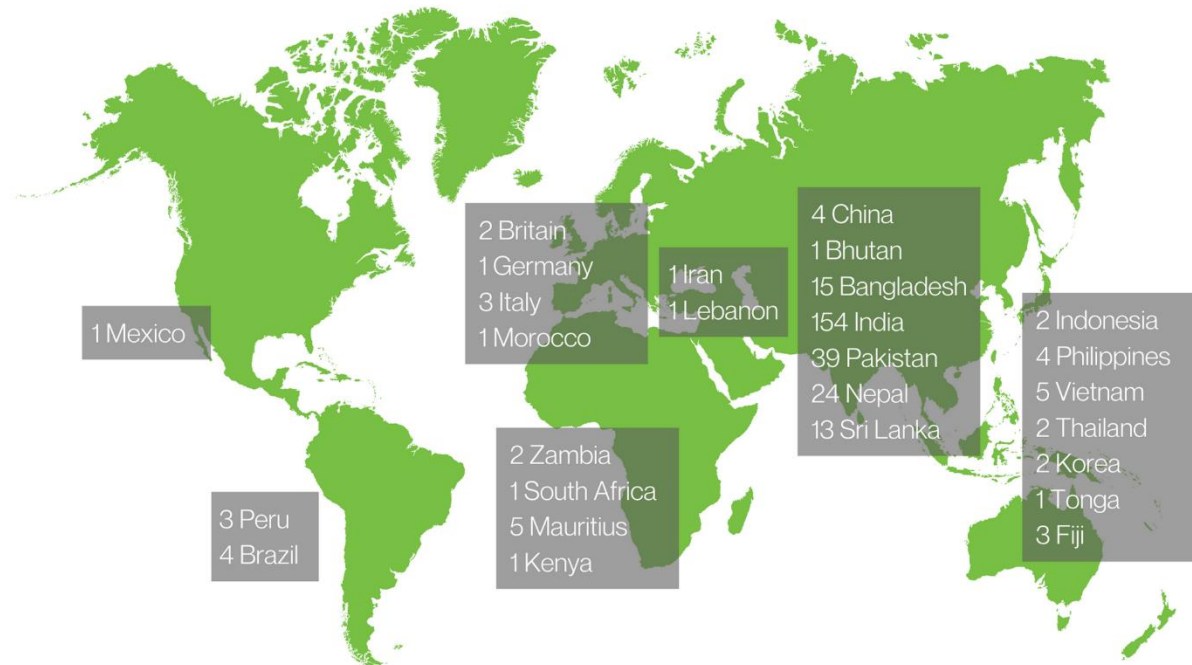 1 Mexico
3 Peru
4 Brazil
2 Britain
1 Germany
3 Italy
1 Morocco
2 Zambia
1 South Africa
5 Mauritius
1 Kenya
1 Iran
1 Lebanon
4 China
1 Bhutan
15 Bangladesh
154 India
39 Pakistan
24 Nepal
13 Sri Lanka
2 Indonesia
4 Philippines
5 Vietnam
2 Thailand
2 Korea
1 Tonga
3 Fiji